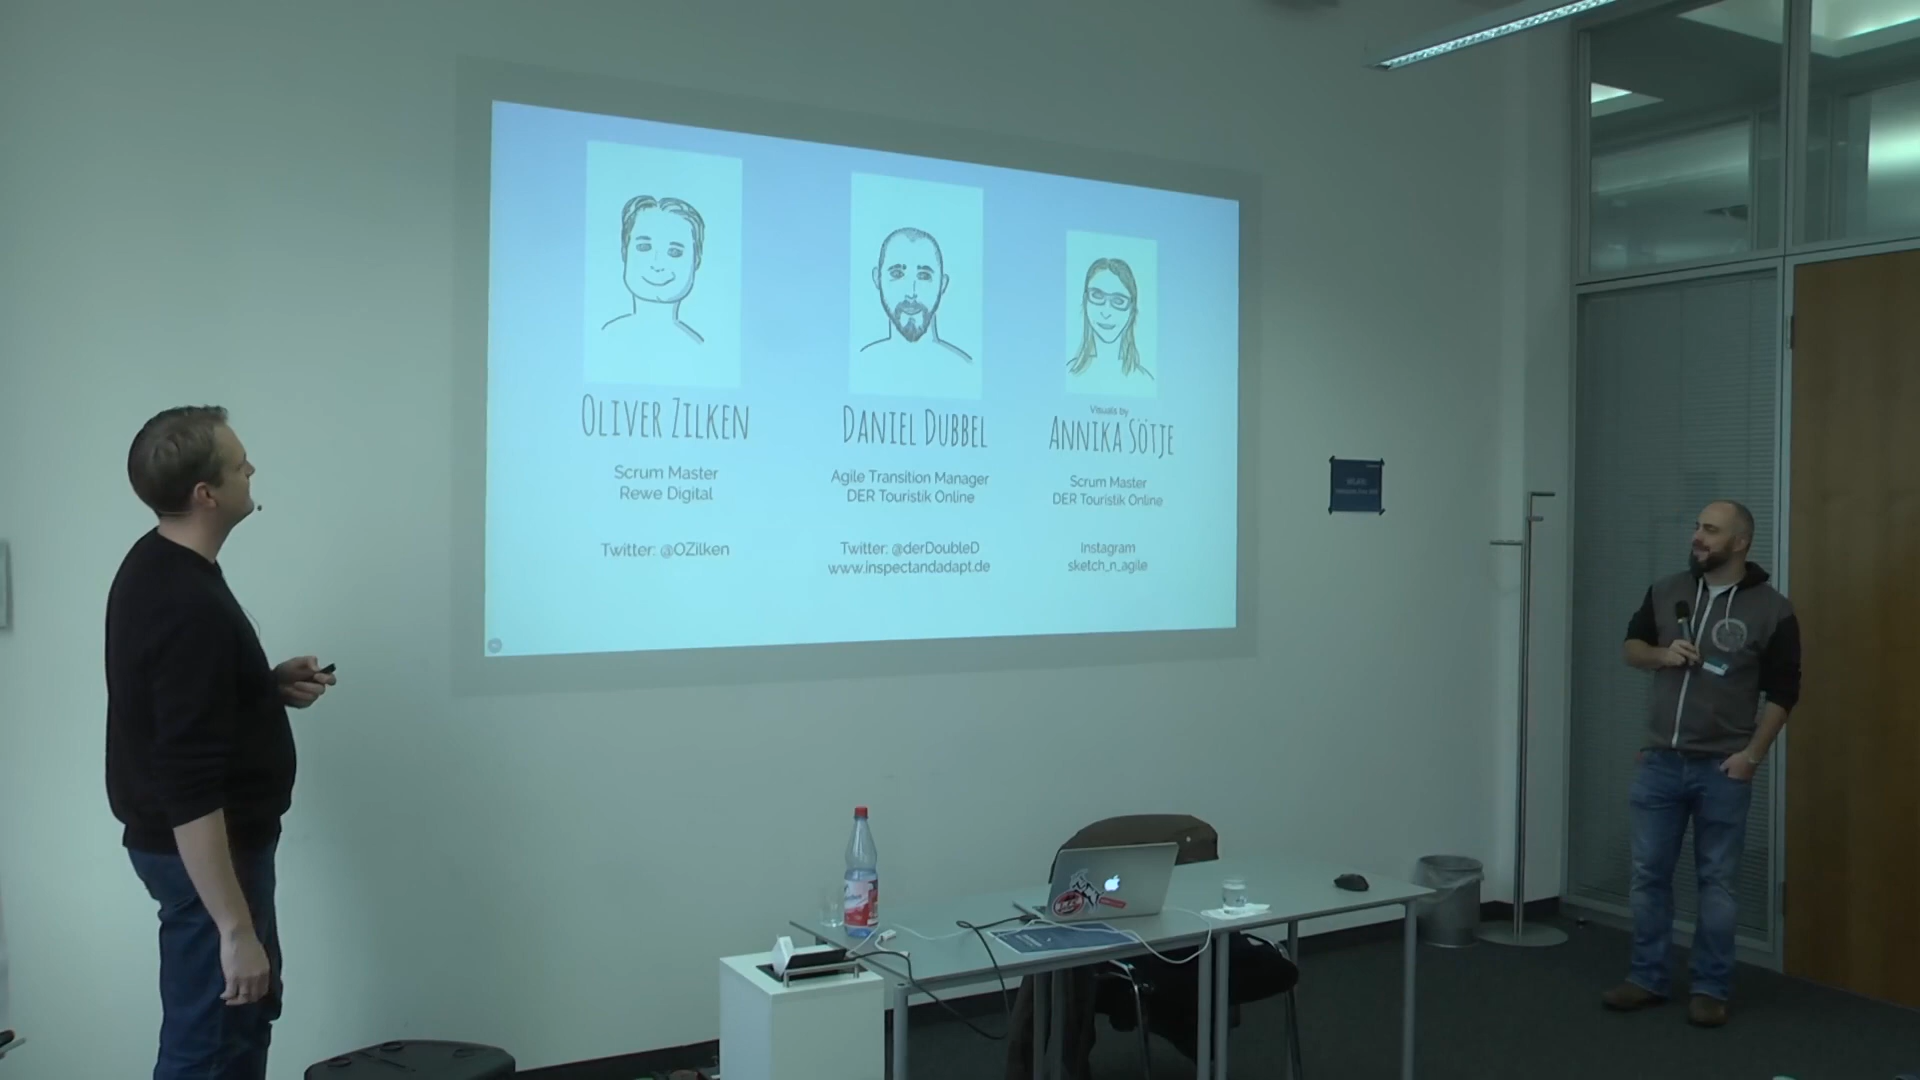 OLIVER ZILKEN
Scrum Master
Rewe Digital
Twitter: @OZilken
DANIEL DUBBEL
Agile Transition Manager
DER Touristik Online
Twitter: @derDoubleD
www.inspectandadapt.de
Visuals by
ANNIKA SÖTJE
Scrum Master
DER Touristik Online
Instagram
sketch_n_agile